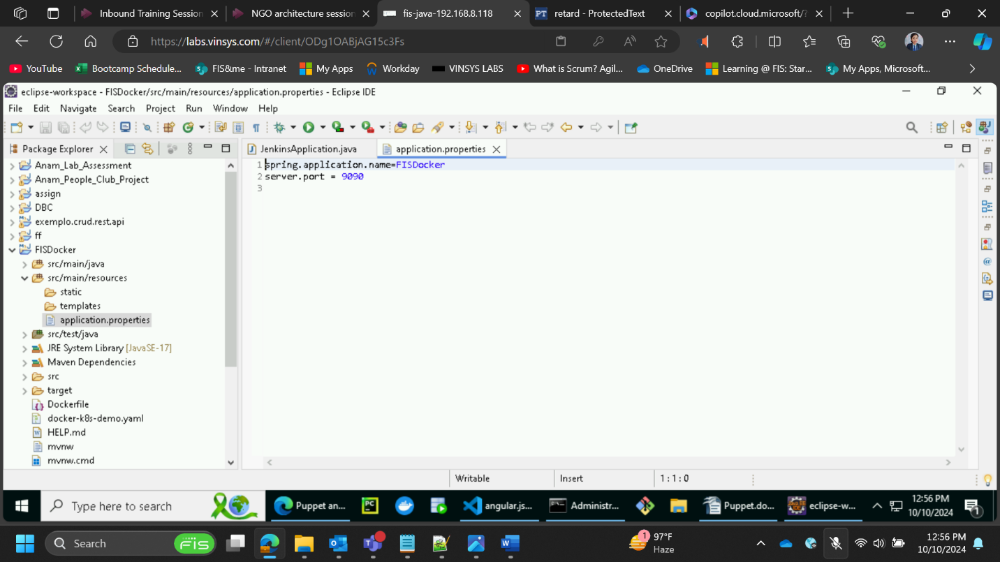 Inbound Training Session
NGO architecture session
fis-java-192.168.8.118
PT retard - ProtectedText
copilot.cloud.microsoft/?
https://labs.vinsys.com/#/client/ODg1OABjAG15c3Fs
YouTube
Bootcamp Schedule...
FIS&me - Intranet
My Apps
Workday
VINSYS LABS
What is Scrum? Agil...
OneDrive
Learning @ FIS: Star...
My Apps, Microsoft...
eclipse-workspace - FISDocker/src/main/resources/application.properties - Eclipse IDE
File Edit Navigate Search Project Run Window Help
Package Explorer
JenkinsApplication.java
application.properties
Anam_Lab_Assessment
Anam_People_Club_Project
assign
DBC
exemplo.crud.rest.api
ff
FISDocker
src/main/java
src/main/resources
static
templates
application.properties
src/test/java
JRE System Library [JavaSE-17]
Maven Dependencies
src
target
Dockerfile
docker-k8s-demo.yaml
HELP.md
mvnw
mvnw.cmd
1 spring.application.name=FISDocker
2 server.port = 9090
3
Writable
Insert
1 : 1 : 0
Type here to search
Puppet an...
PC
angular.js...
Administr...
Puppet.do...
eclipse-w...
12:56 PM
10/10/2024
1
Search
FIS
1
97°F
Haze
12:56 PM
10/10/2024